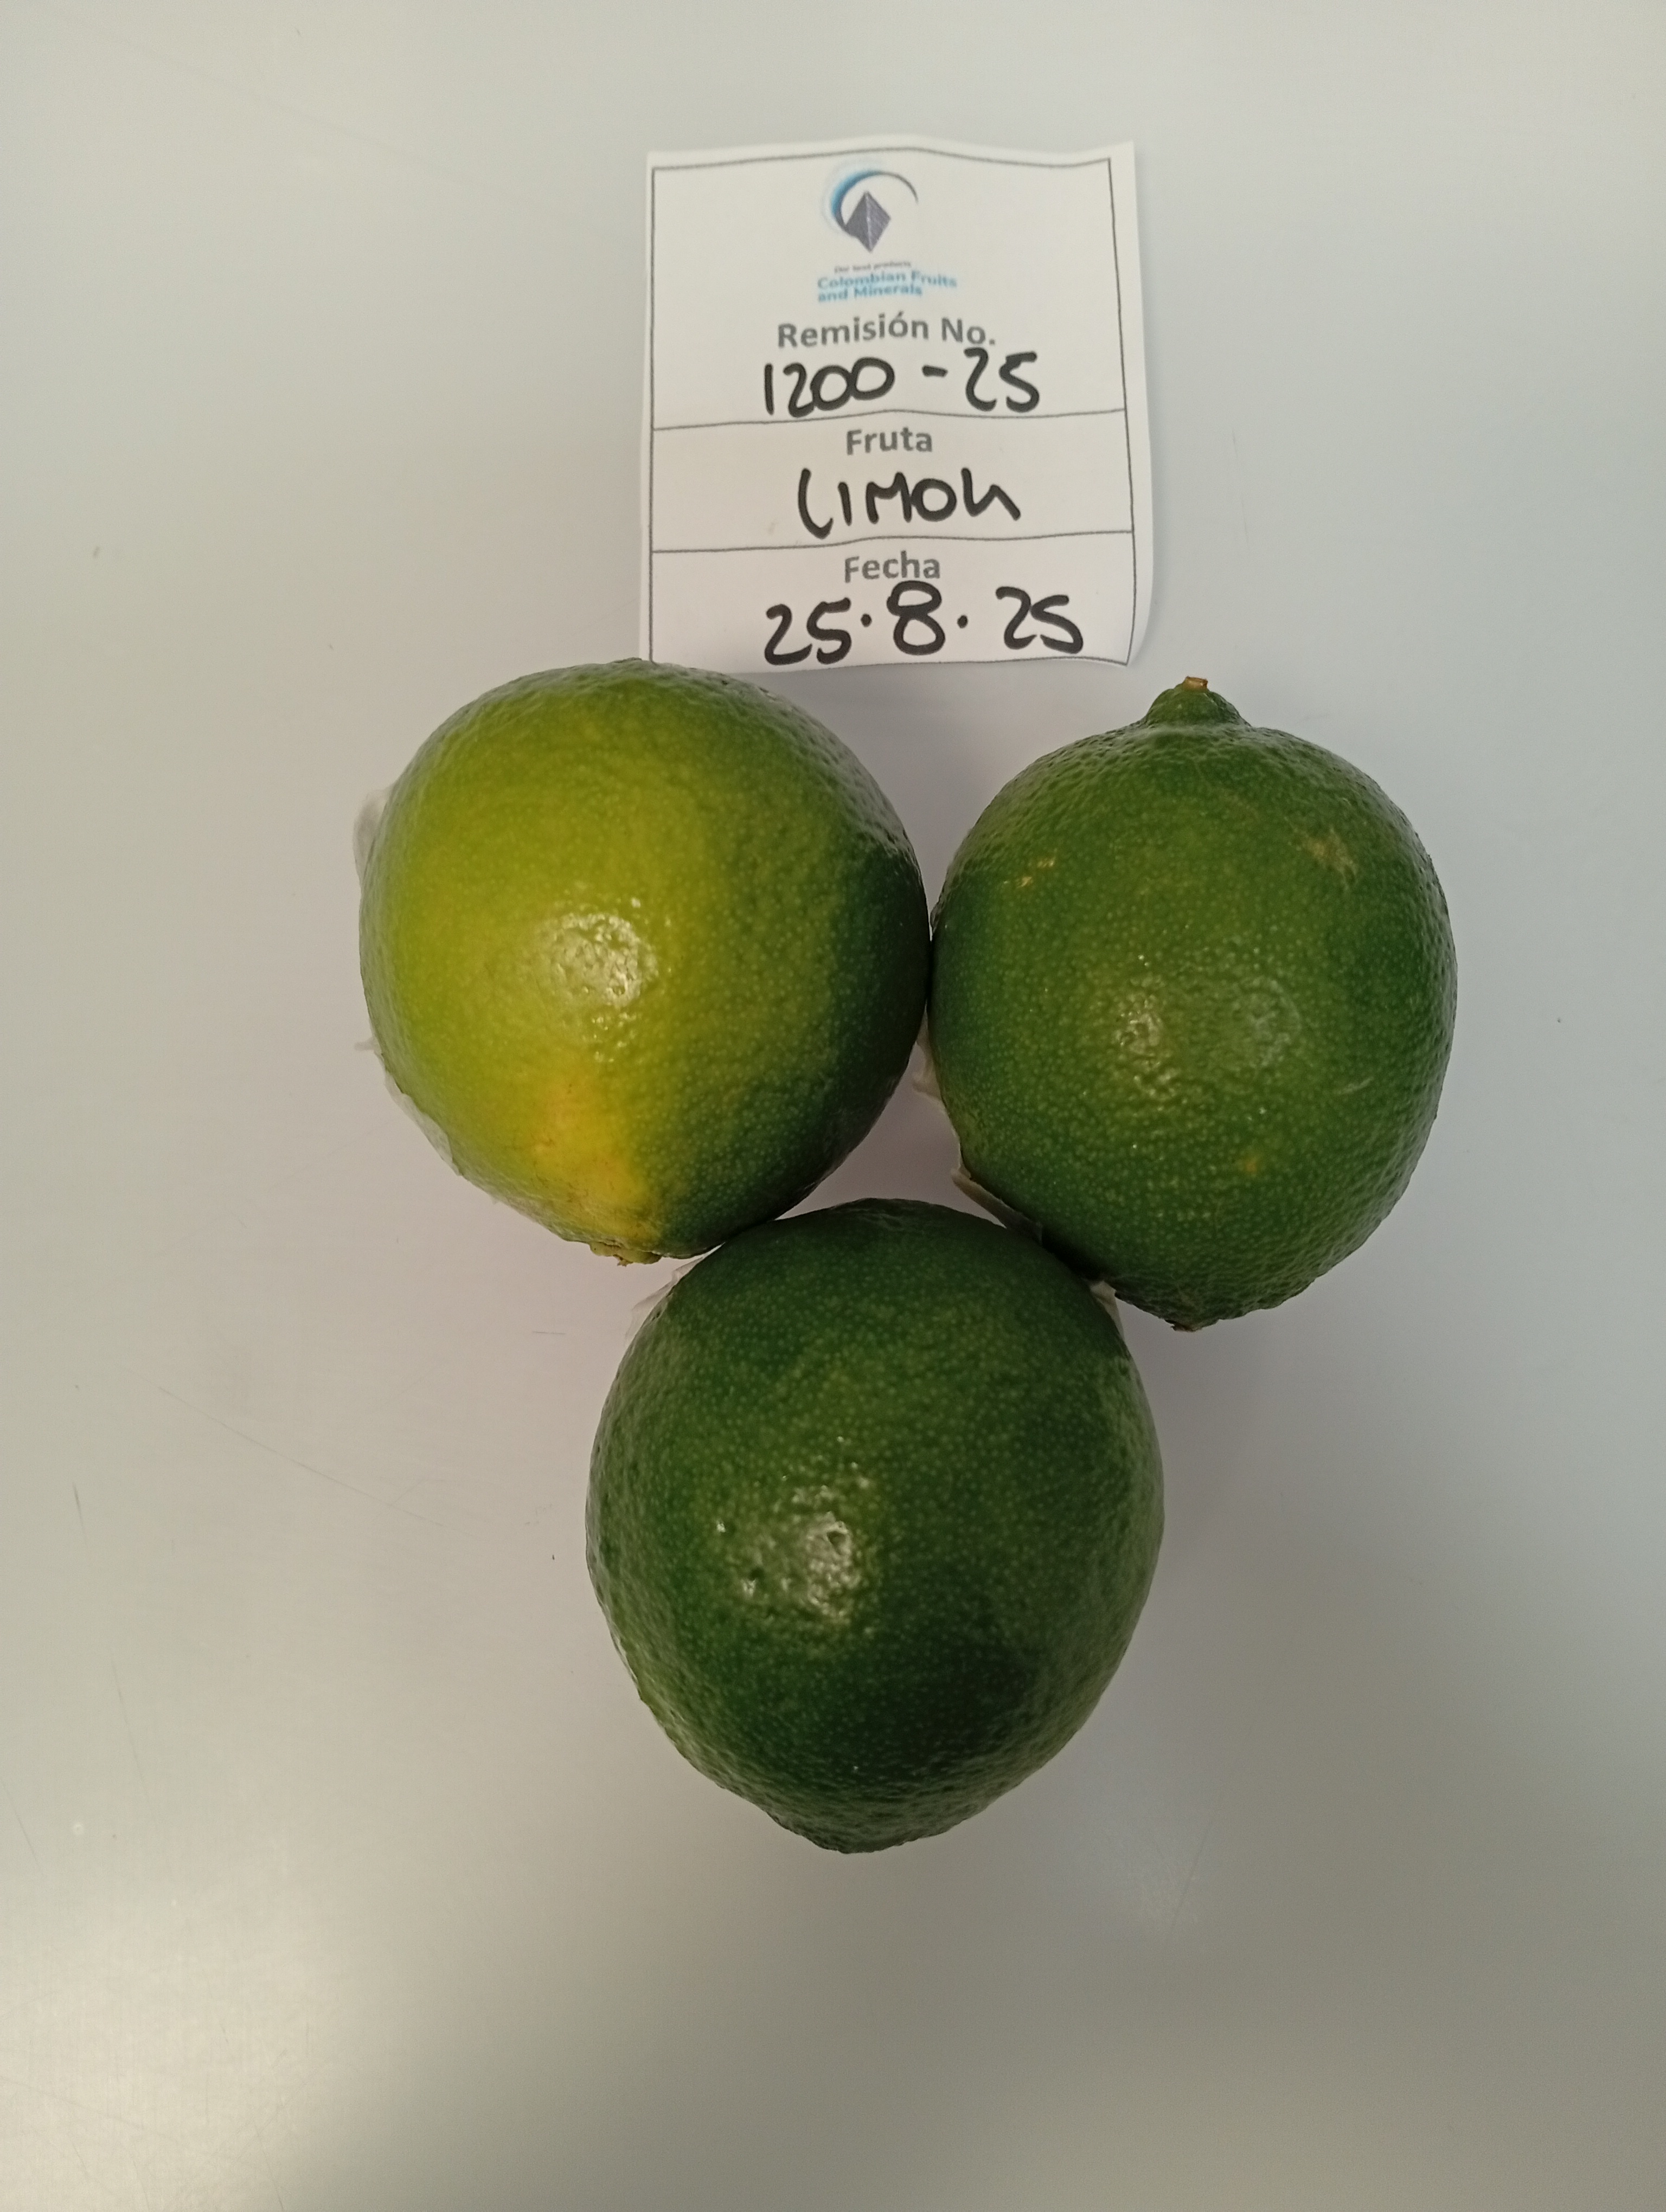 Our best products
Colombian Fruits
and Minerals
Remisión No.
1200-25
Fruta
LIMON
Fecha
25.8.25